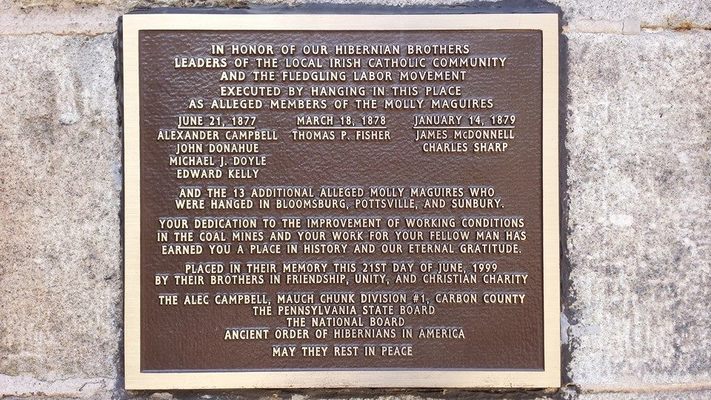 IN HONOR OF OUR HIBERNIAN BROTHERS
LEADERS OF THE LOCAL IRISH CATHOLIC COMMUNITY
AND THE FLEDGLING LABOR MOVEMENT
EXECUTED BY HANGING IN THIS PLACE
AS ALLEGED MEMBERS OF THE MOLLY MAGUIRES
JUNE 21, 1877 MARCH 18, 1878 JANUARY 14, 1879
ALEXANDER CAMPBELL THOMAS P. FISHER JAMES McDONNELL
JOHN DONAHUE CHARLES SHARP
MICHAEL J. DOYLE
EDWARD KELLY
AND THE 13 ADDITIONAL ALLEGED MOLLY MAGUIRES WHO
WERE HANGED IN BLOOMSBURG, POTTSVILLE, AND SUNBURY.
YOUR DEDICATION TO THE IMPROVEMENT OF WORKING CONDITIONS
IN THE COAL MINES AND YOUR WORK FOR YOUR FELLOW MAN HAS
EARNED YOU A PLACE IN HISTORY AND OUR ETERNAL GRATITUDE.
PLACED IN THEIR MEMORY THIS 21ST DAY OF JUNE, 1999
BY THEIR BROTHERS IN FRIENDSHIP, UNITY, AND CHRISTIAN CHARITY
THE ALEC CAMPBELL, MAUCH CHUNK DIVISION #1, CARBON COUNTY
THE PENNSYLVANIA STATE BOARD
THE NATIONAL BOARD
ANCIENT ORDER OF HIBERNIANS IN AMERICA
MAY THEY REST IN PEACE